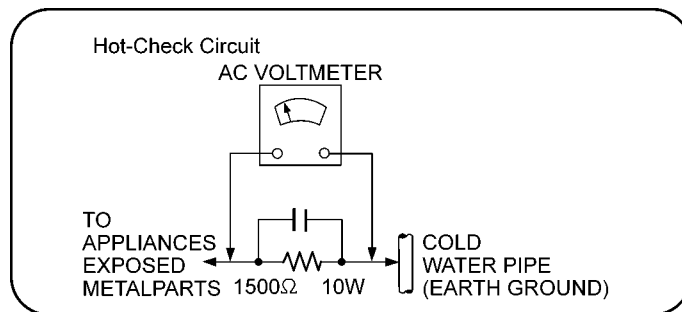 Hot-Check Circuit
AC VOLTMETER
TO
APPLIANCES
EXPOSED
METALPARTS
1500Ω
10W
COLD
WATER PIPE
(EARTH GROUND)